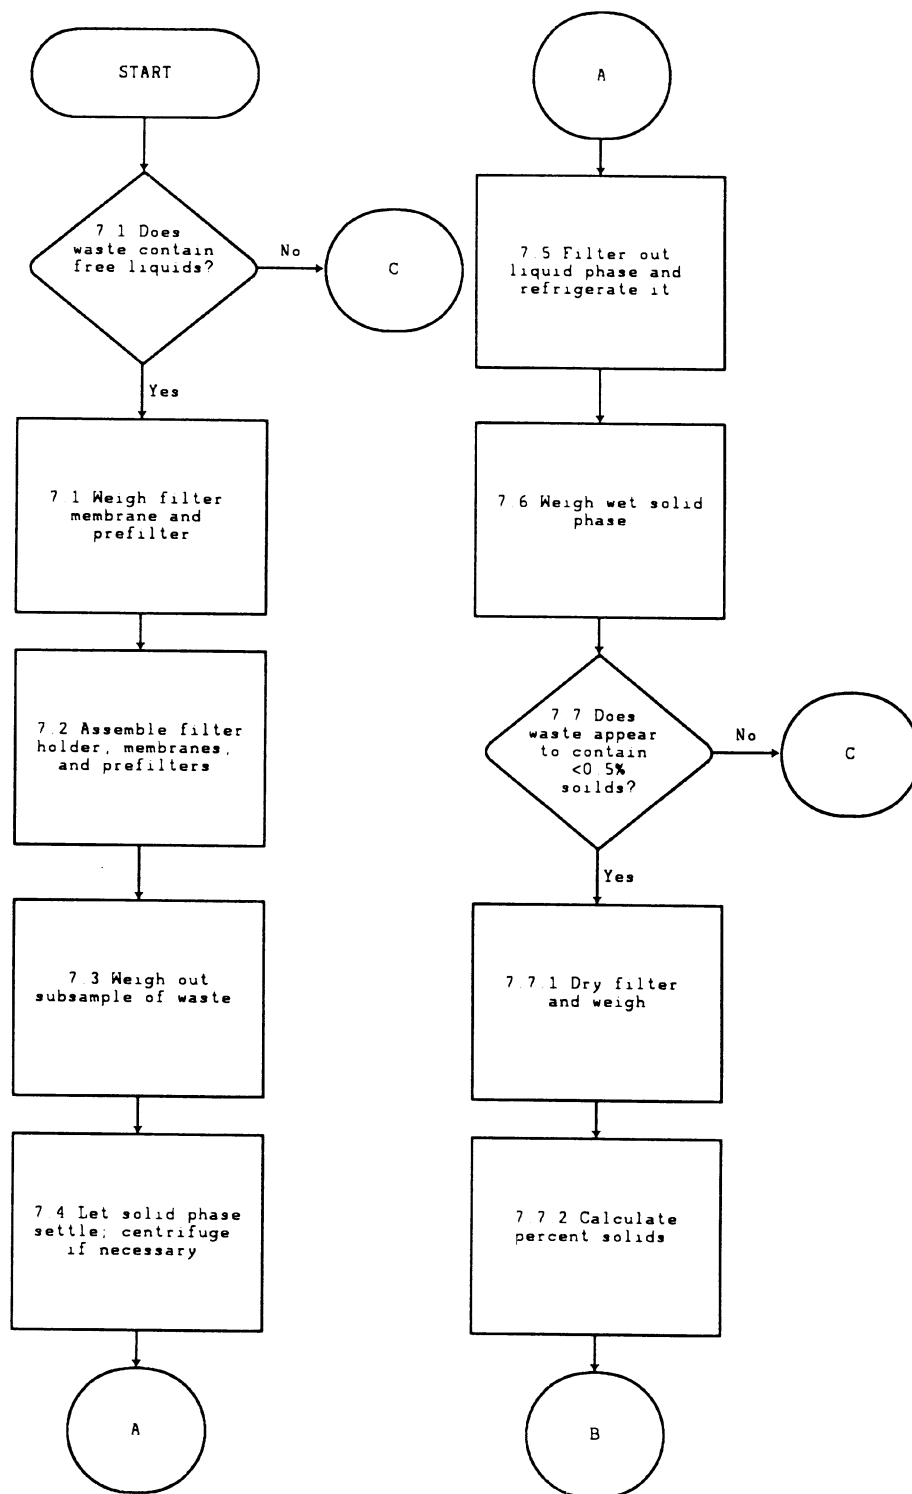 START
7.1 Does
waste contain
free liquids?
No
C
Yes
7.1 Weigh filter
membrane and
prefilter
7.2 Assemble filter
holder, membranes,
and prefilters
7.3 Weigh out
subsample of waste
7.4 Let solid phase
settle; centrifuge
if necessary
A
A
7.5 Filter out
liquid phase and
refrigerate it
7.6 Weigh wet solid
phase
7.7 Does
waste appear
to contain
<0.5%
soilds?
No
C
Yes
7.7.1 Dry filter
and weigh
7.7.2 Calculate
percent solids
B